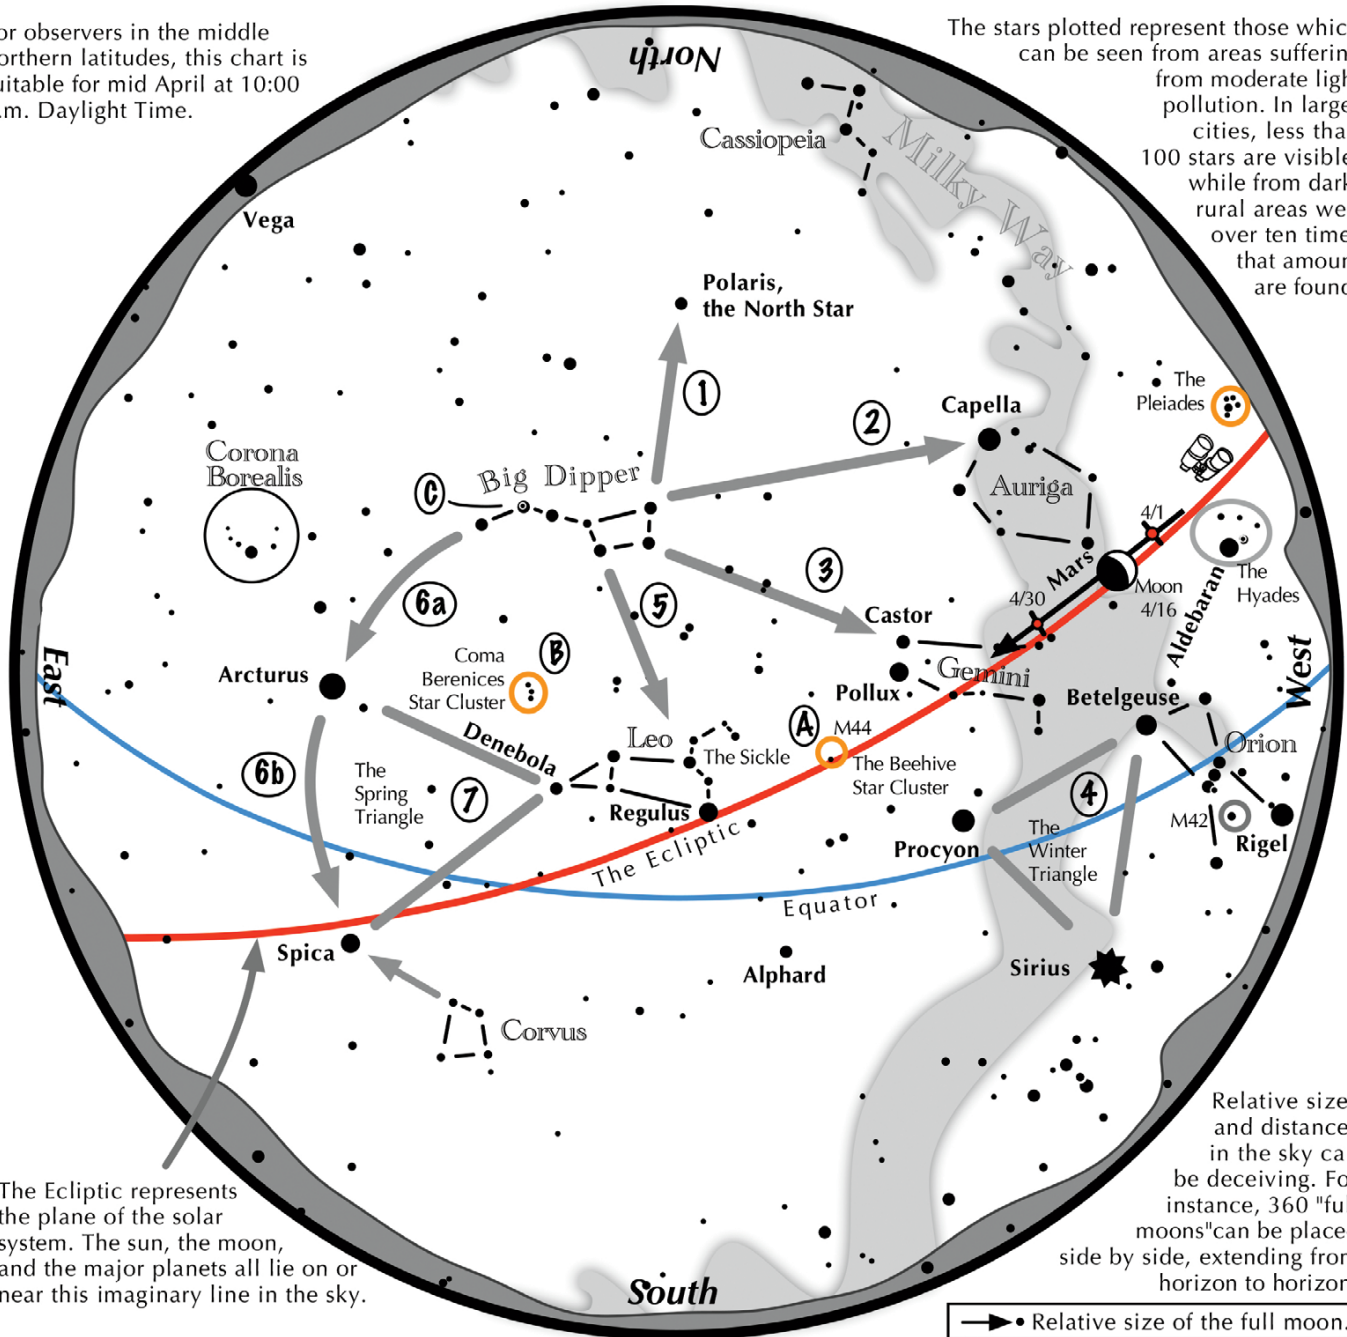 or observers in the middle
orthern latitudes, this chart is
uitable for mid April at 10:00
.m. Daylight Time.
The stars plotted represent those whic
can be seen from areas sufferin
from moderate ligh
pollution. In large
cities, less tha
100 stars are visible
while from dark
rural areas we
over ten time
that amoun
are found
North
Cassiopeia
Milky Way
Vega
Polaris,
the North Star
1
2
Capella
The
Pleiades
Corona
Borealis
C
Big Dipper
Auriga
4/1
Mars
Moon
4/16
4/30
Aldebaran
The
Hyades
3
5
6a
Castor
East
West
Arcturus
Coma
Berenices
Star Cluster
B
Gemini
Pollux
Betelgeuse
Orion
A
M44
Leo
The Sickle
Denebola
The Beehive
Star Cluster
6b
The
Spring
Triangle
7
Regulus
4
M42
Rigel
Procyon
The
Winter
Triangle
The Ecliptic
Equator
Spica
Alphard
Sirius
Corvus
The Ecliptic represents
the plane of the solar
system. The sun, the moon,
and the major planets all lie on or
near this imaginary line in the sky.
South
Relative size
and distance
in the sky ca
be deceiving. Fo
instance, 360 "ful
moons"can be place
side by side, extending fron
horizon to horizon
Relative size of the full moon.